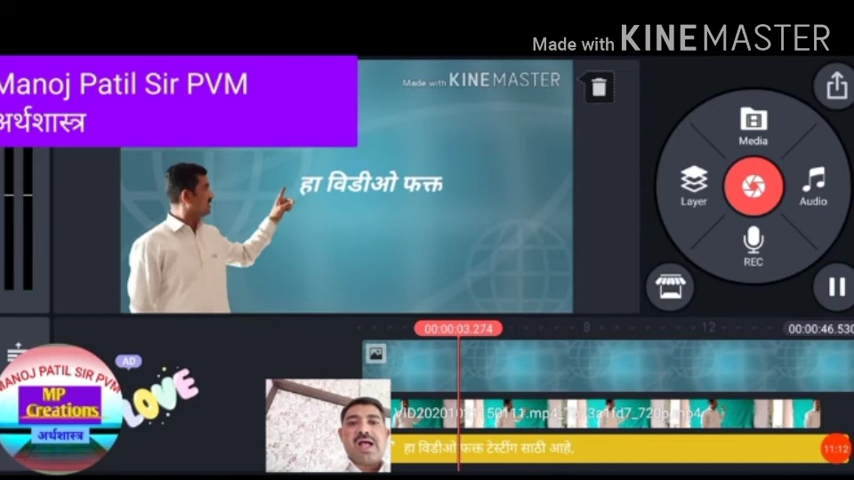 Made with KINEMASTER
Manoj Patil Sir PVM
अर्थशास्त्र
Made with KINEMASTER
हा विडीओ फक्त
Media
Layer
Audio
REC
00:00:03.274
9
12
00:00:46.530
AD
LOVE
MANOJ PATIL SIR PVM
MP
Creations
अर्थशास्त्र
हा विडीओ फक्त टेस्टींग साठी आहे,
11:12